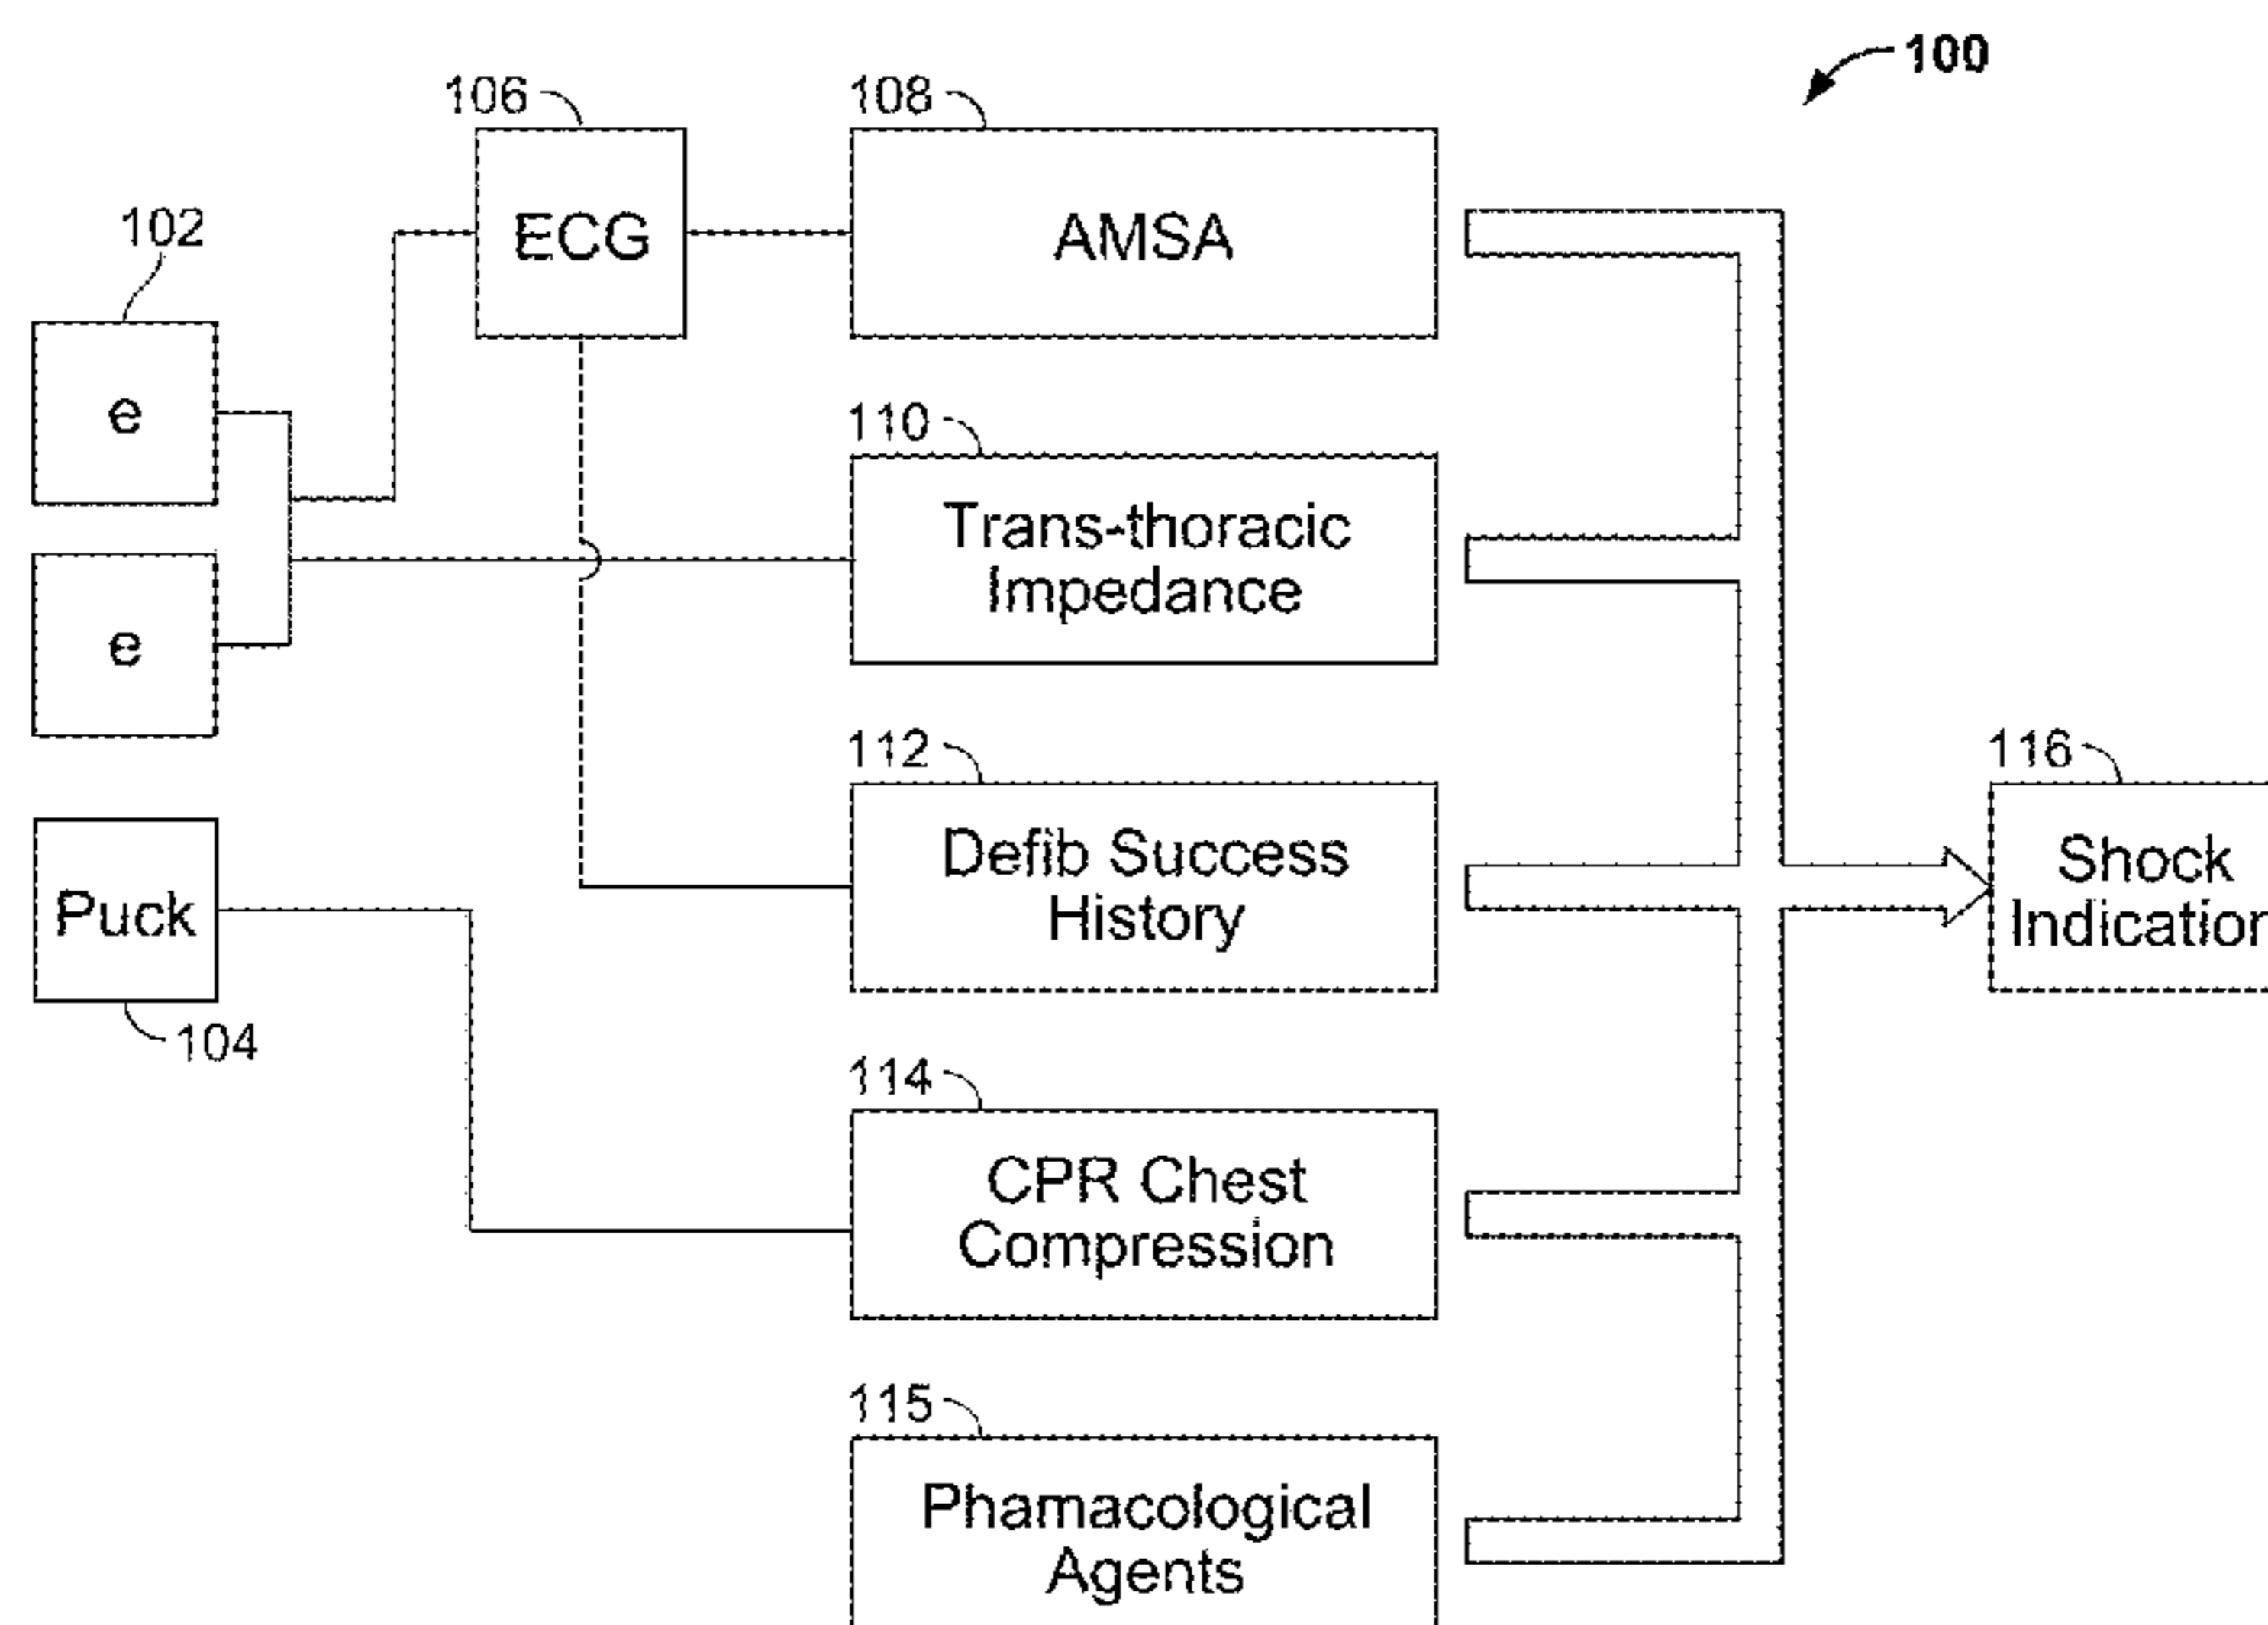 100
106
108
ECG
AMSA
102
e
110
Trans-thoracic
Impedance
e
112
116
Defib Success
History
Shock
Indication
Puck
104
114
CPR Chest
Compression
115
Phamacological
Agents